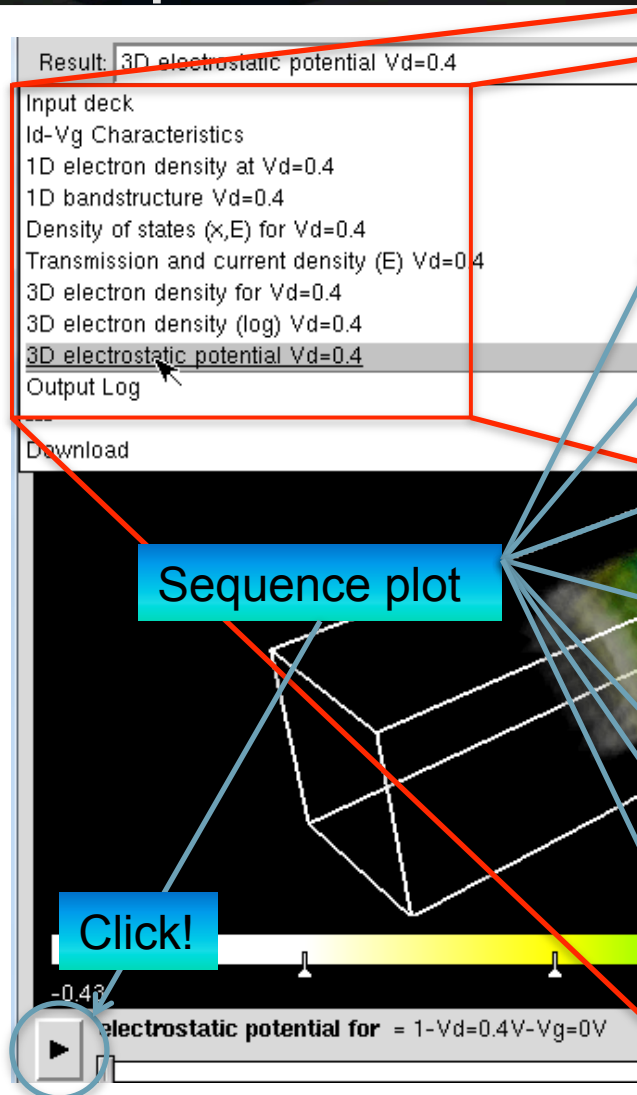 Result: 3D electrostatic potential Vd=0.4
Input deck
Id-Vg Characteristics
1D electron density at Vd=0.4
1D bandstructure Vd=0.4
Density of states (x,E) for Vd=0.4
Transmission and current density (E) Vd=0.4
3D electron density for Vd=0.4
3D electron density (log) Vd=0.4
3D electrostatic potential Vd=0.4
Output Log
---
Download
Sequence plot
Click!
-0.43
electrostatic potential for = 1-Vd=0.4V-Vg=0V